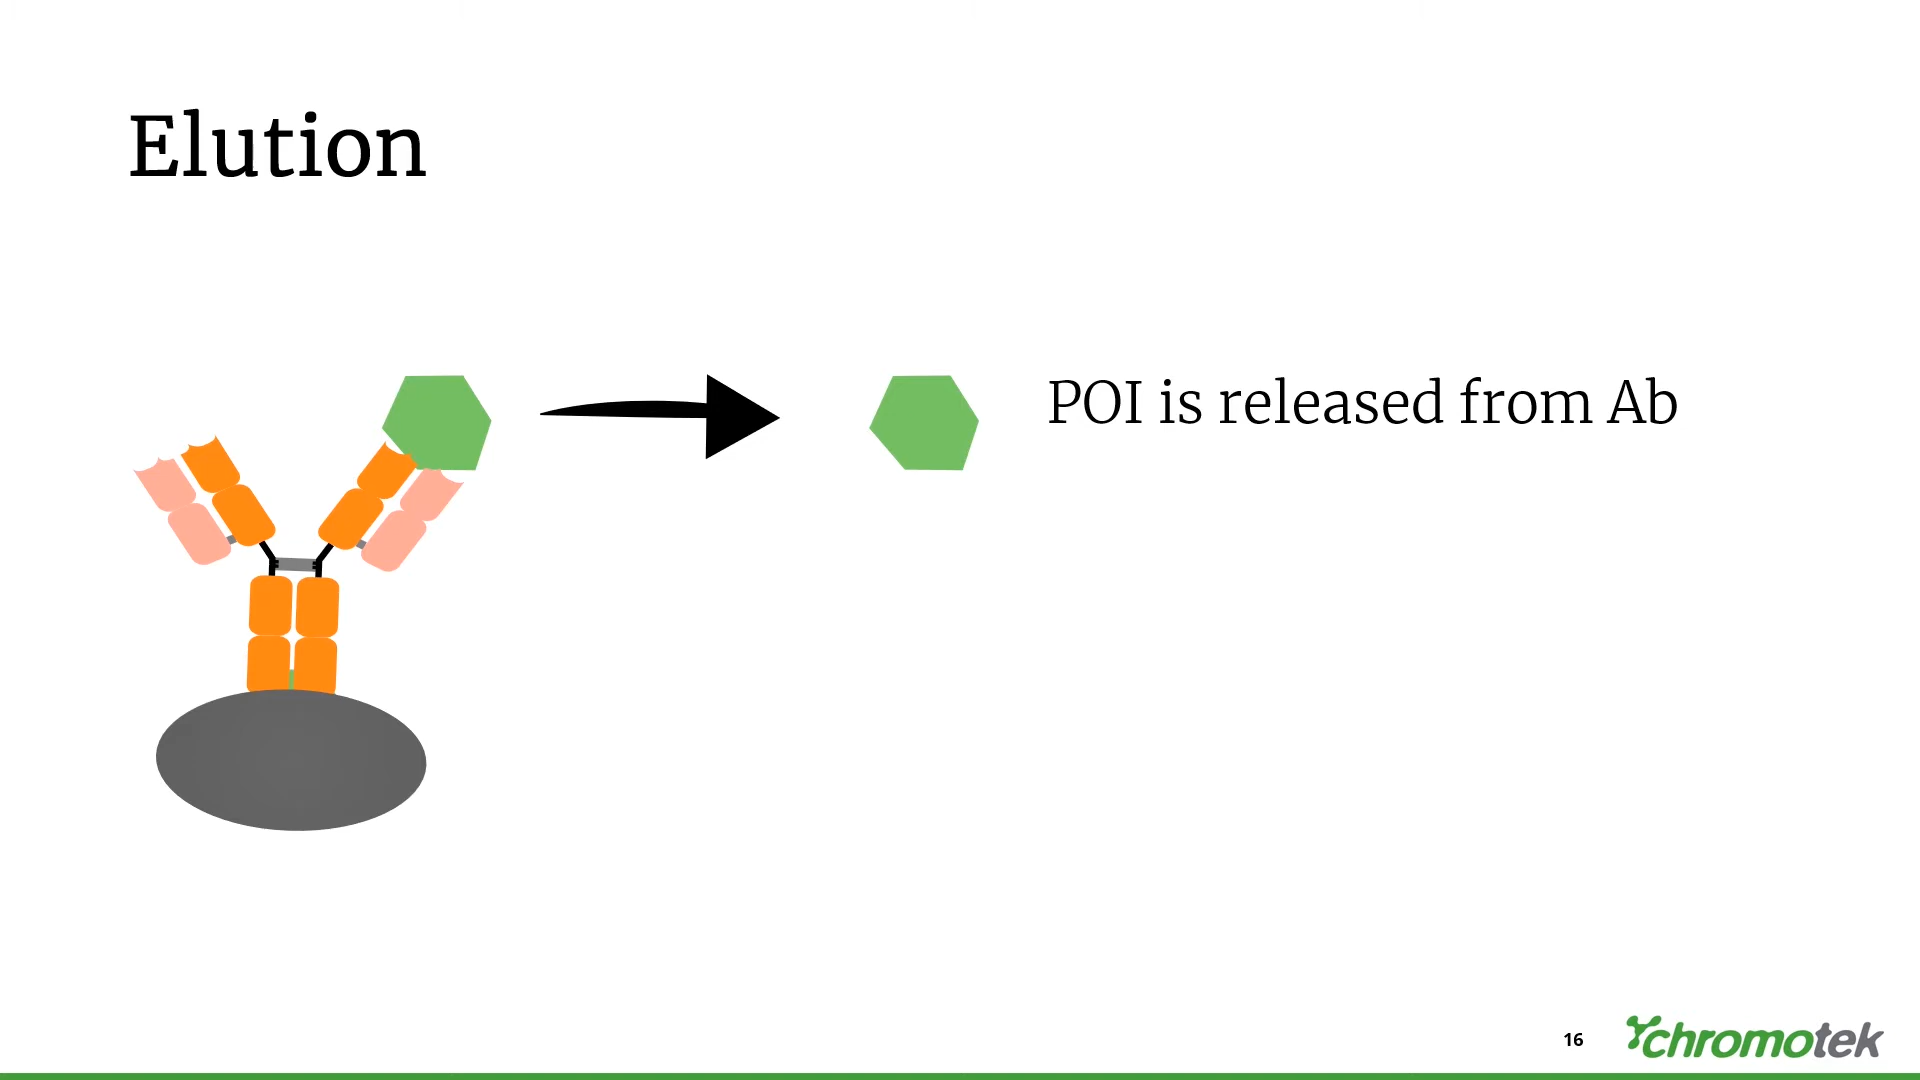 Elution
POI is released from Ab
16
chromotek